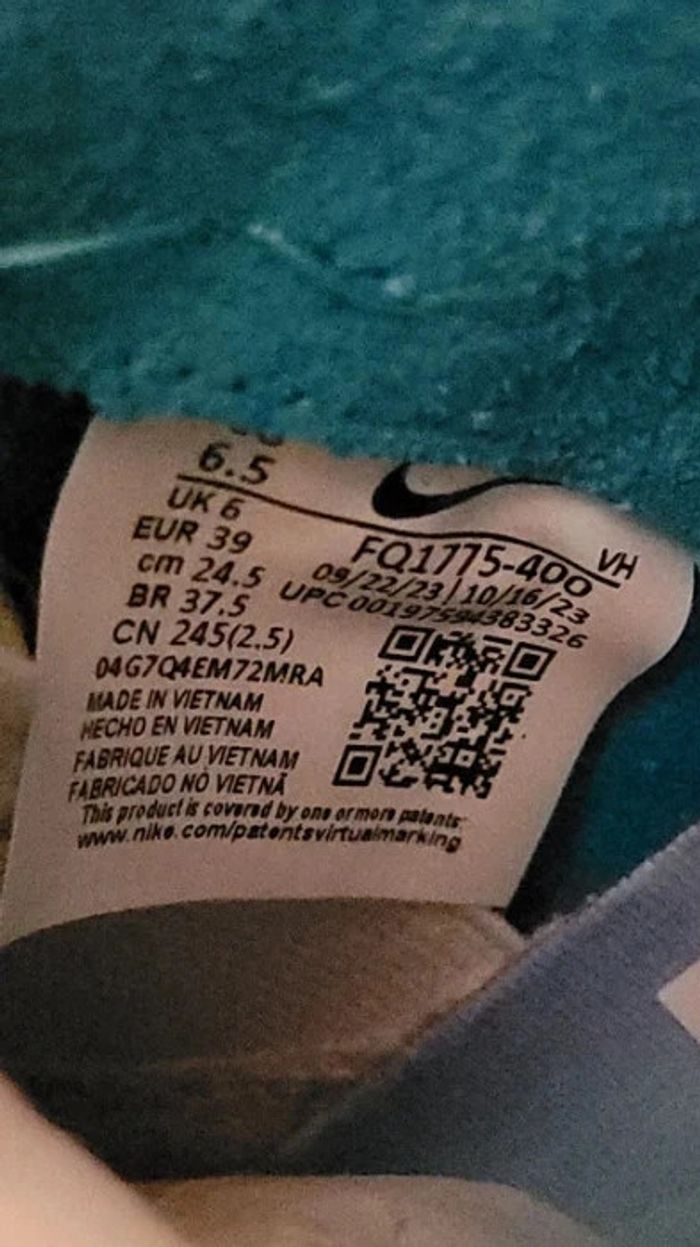 6.5
UK 6
EUR 39
cm 24.5
BR 37.5
CN 245(2.5)
04G7Q4EM72MRA
MADE IN VIETNAM
HECHO EN VIETNAM
FABRIQUE AU VIETNAM
FABRICADO NO VIETNÃ
This product is covered by one or more patents:
www.nike.com/patentsvirtualmarking
VH
FQ1775-400
09/22/23 | 10/16/23
UPC 00197594383326